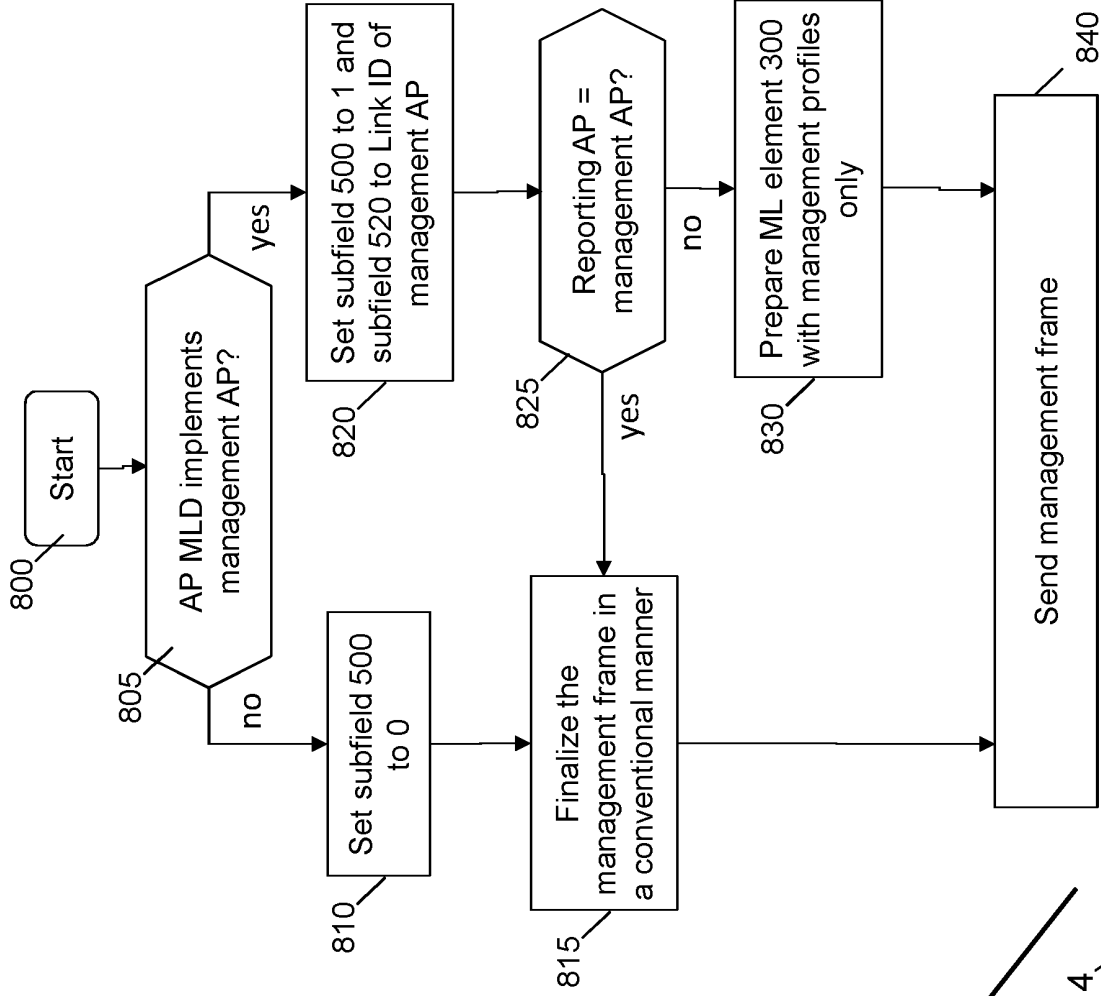 800
Start
805
AP MLD implements
management AP?
no
yes
810
Set subfield 500
to 0
820
Set subfield 500 to 1 and
subfield 520 to Link ID of
management AP
825
Reporting AP =
management AP?
yes
no
815
Finalize the
management frame in
a conventional manner
830
Prepare ML element 300
with management profiles
only
840
Send management frame
4